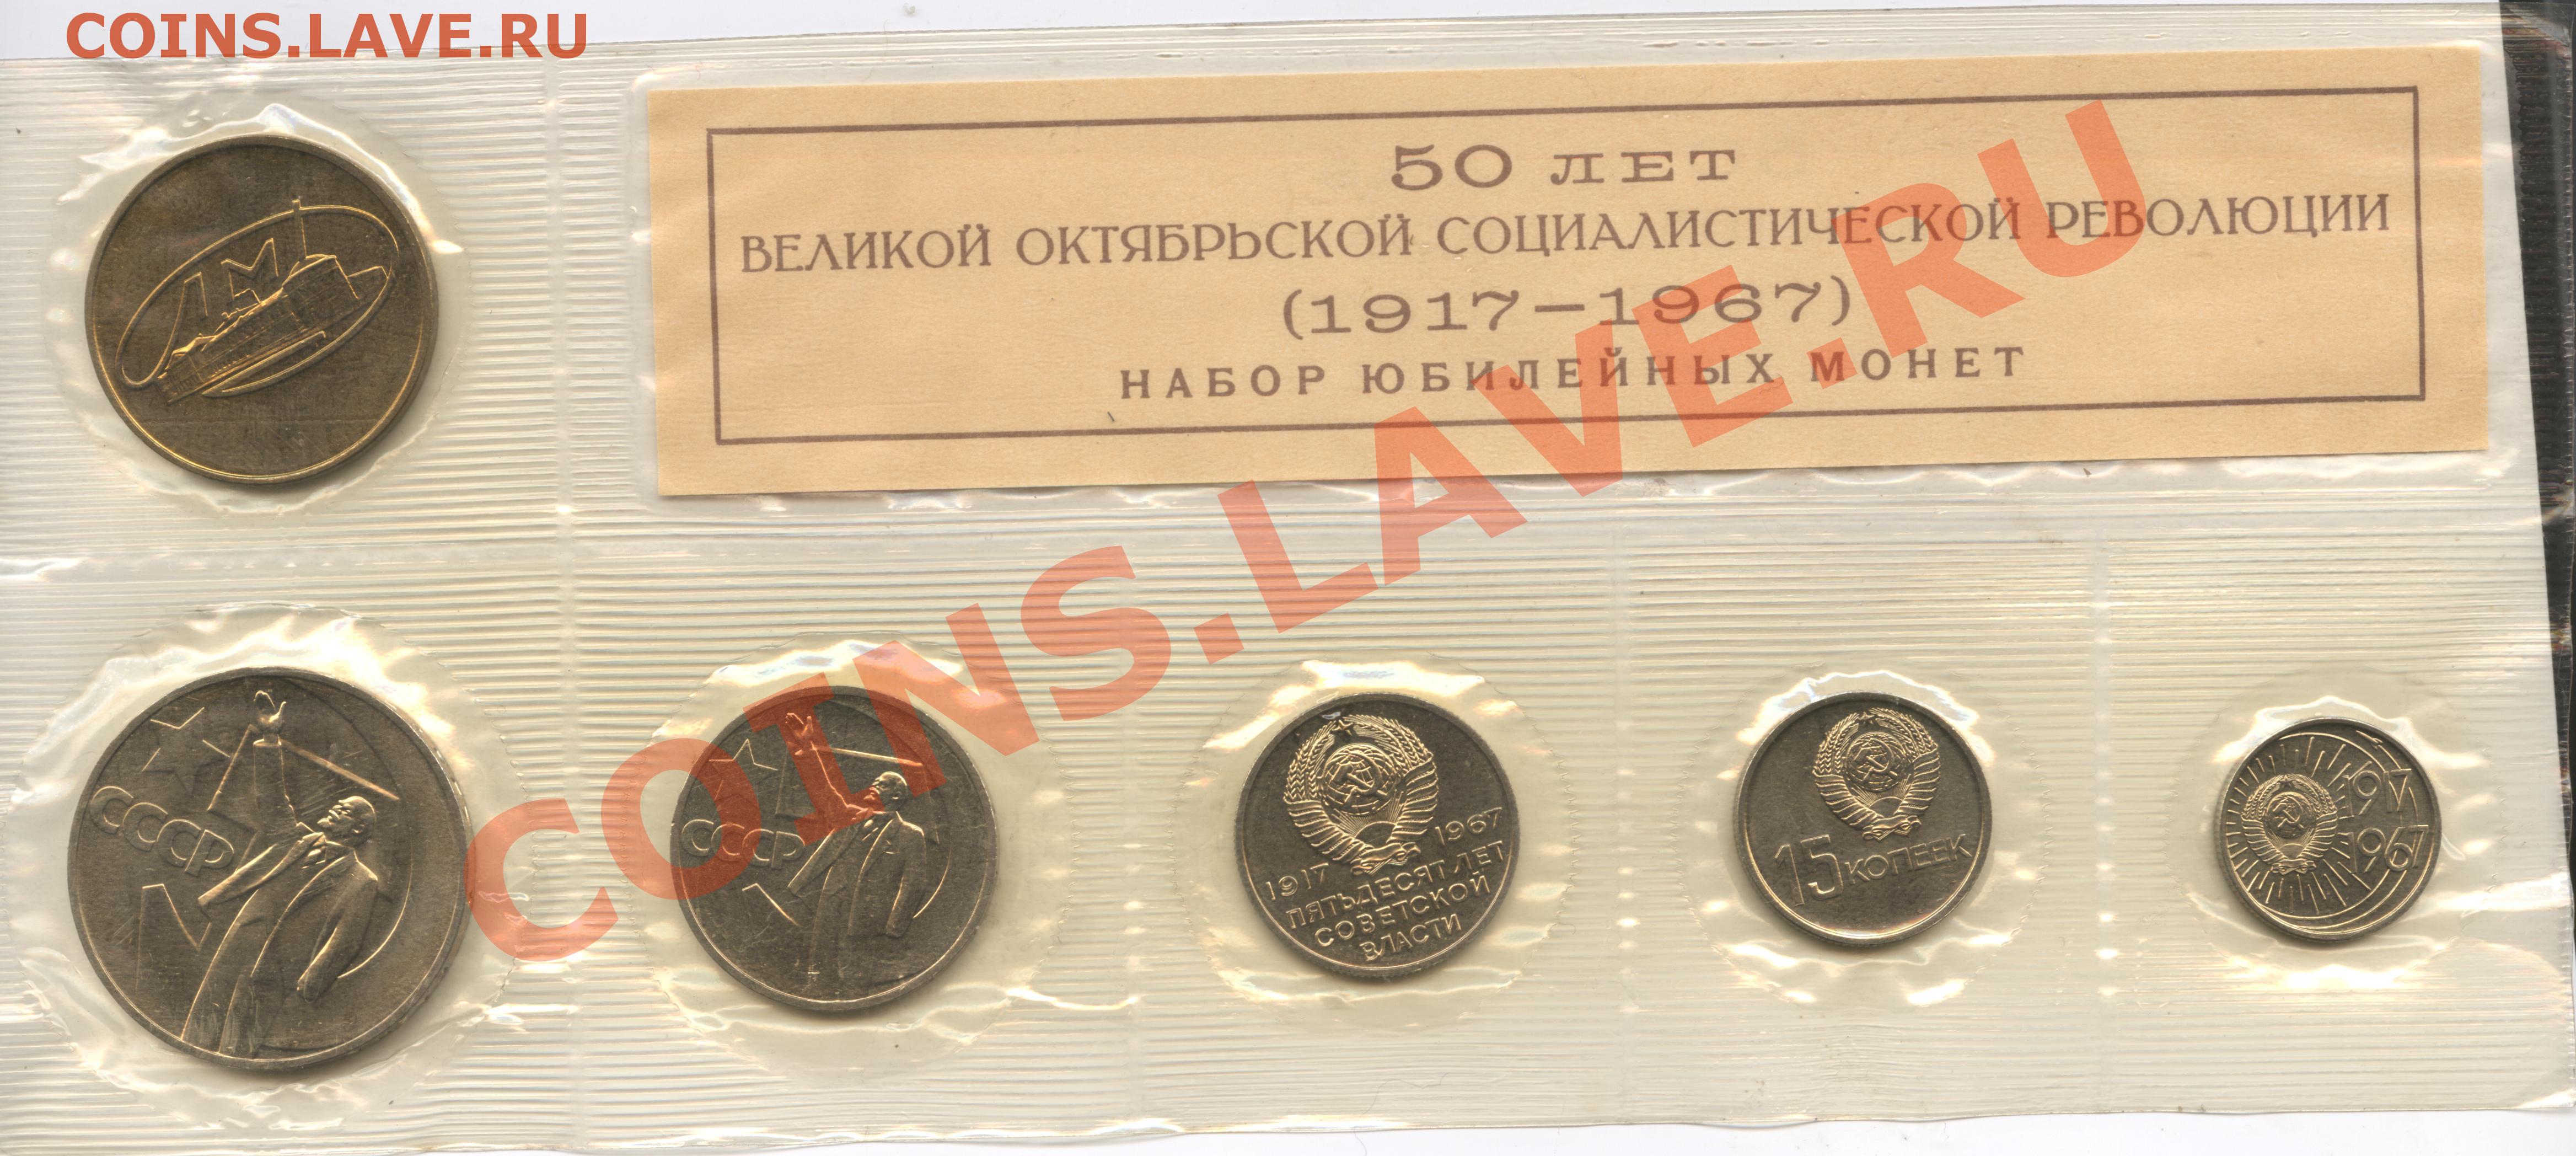 COINS.LAVE.RU
50 ЛЕТ
ВЕЛИКОЙ ОКТЯБРЬСКОЙ СОЦИАЛИСТИЧЕСКОЙ РЕВОЛЮЦИИ
(1917–1967)
НАБОР ЮБИЛЕЙНЫХ МОНЕТ
COINS.LAVE.RU
ЛМ
СССР
СССР
1917 1967
ПЯТЬДЕСЯТ ЛЕТ
СОВЕТСКОЙ
ВЛАСТИ
15 КОПЕЕК
1917
1967